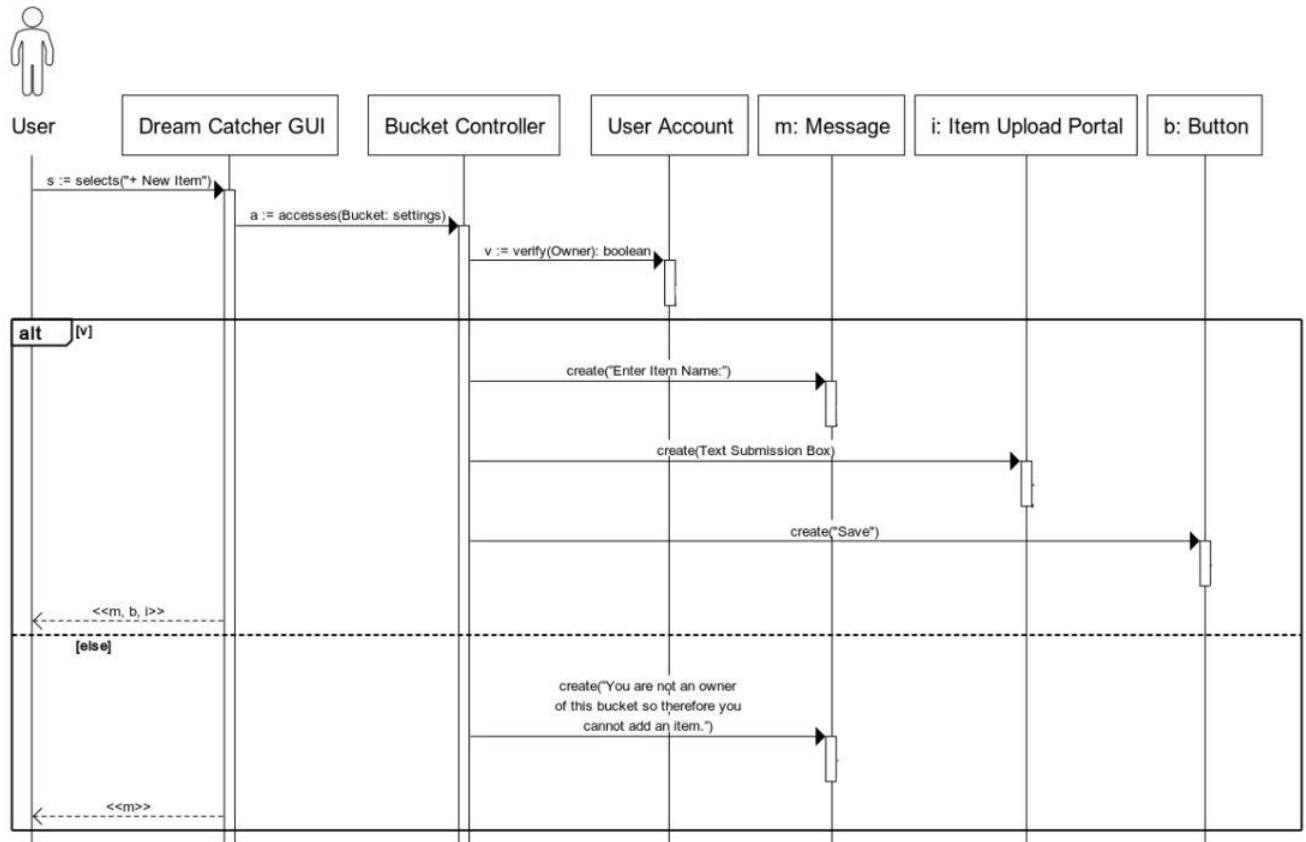 User
Dream Catcher GUI
Bucket Controller
User Account
m: Message
i: Item Upload Portal
b: Button
s := selects("+ New Item")
a := accesses(Bucket: settings)
v := verify(Owner): boolean
alt
[v]
create("Enter Item Name:")
create(Text Submission Box)
create("Save")
<<m, b, i>>
[else]
create("You are not an owner
of this bucket so therefore you
cannot add an item.")
<<m>>